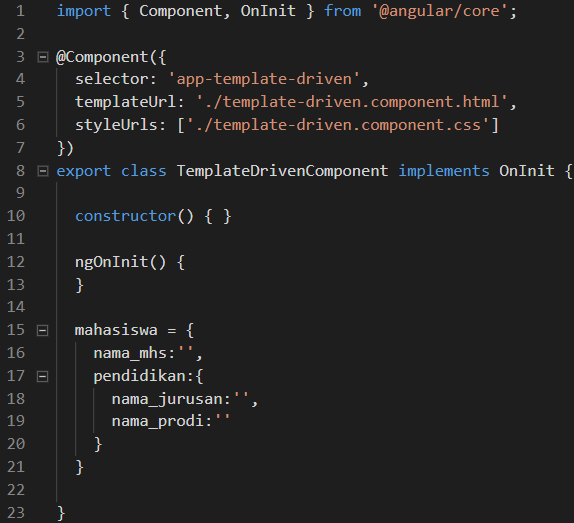 1 import { Component, OnInit } from '@angular/core';
2
3 @Component({
4   selector: 'app-template-driven',
5   templateUrl: './template-driven.component.html',
6   styleUrls: ['./template-driven.component.css']
7 })
8 export class TemplateDrivenComponent implements OnInit {
9
10   constructor() { }
11
12   ngOnInit() {
13   }
14
15   mahasiswa = {
16     nama_mhs:'',
17     pendidikan:{
18       nama_jurusan:'',
19       nama_prodi:''
20     }
21   }
22
23 }